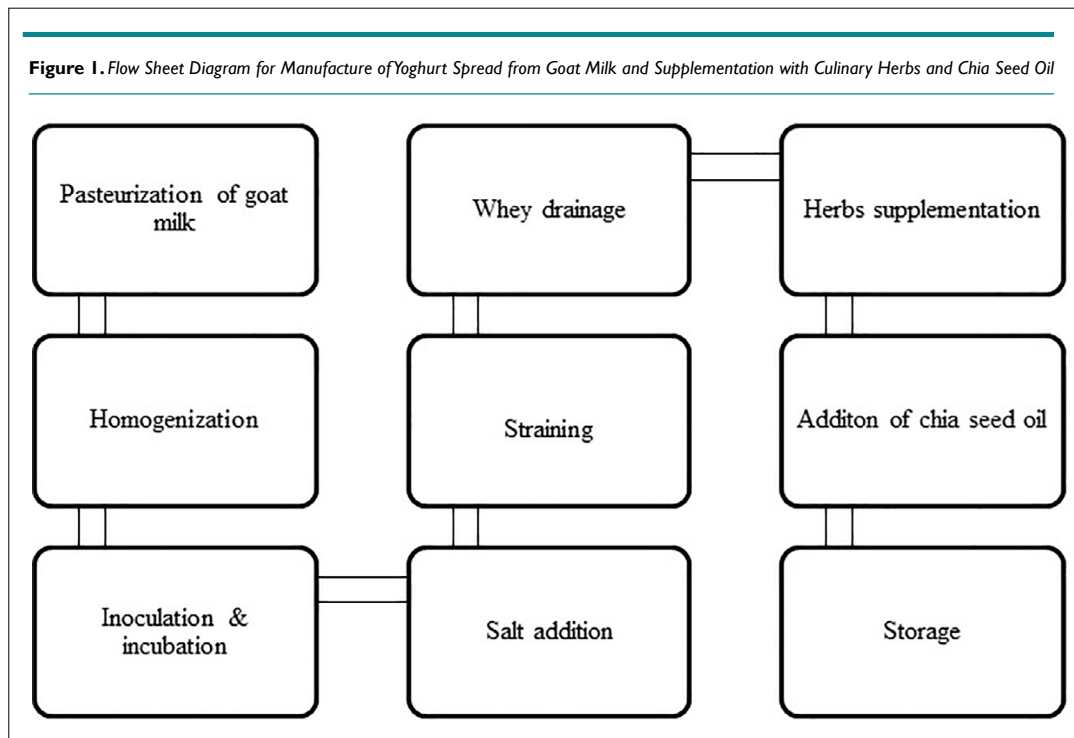 Figure 1. Flow Sheet Diagram for Manufacture of Yoghurt Spread from Goat Milk and Supplementation with Culinary Herbs and Chia Seed Oil
Pasteurization of goat
milk
Homogenization
Inoculation &
incubation
Salt addition
Straining
Whey drainage
Herbs supplementation
Additon of chia seed oil
Storage